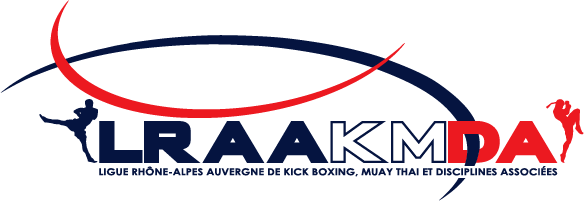 LRAAKMDA
LIGUE RHÔNE-ALPES AUVERGNE DE KICK BOXING, MUAY THAI ET DISCIPLINES ASSOCIÉES